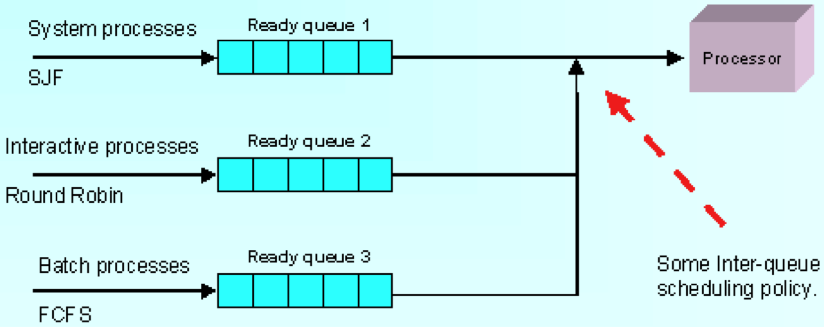 System processes
Ready queue 1
SJF
Processor
Interactive processes
Ready queue 2
Round Robin
Batch processes
Ready queue 3
FCFS
Some Inter-queue
scheduling policy.